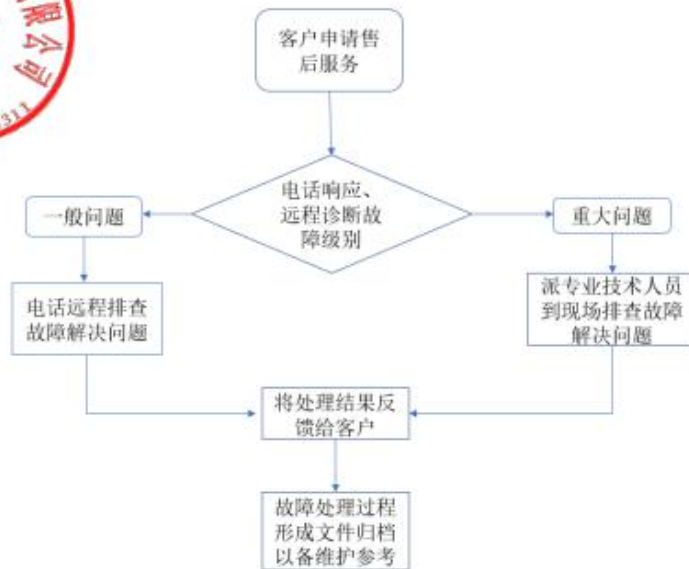 限公司
311
客户申请售
后服务
电话响应、
远程诊断故
障级别
一般问题
重大问题
电话远程排查
故障解决问题
派专业技术人员
到现场排查故障
解决问题
将处理结果反
馈给客户
故障处理过程
形成文件归档
以备维护参考